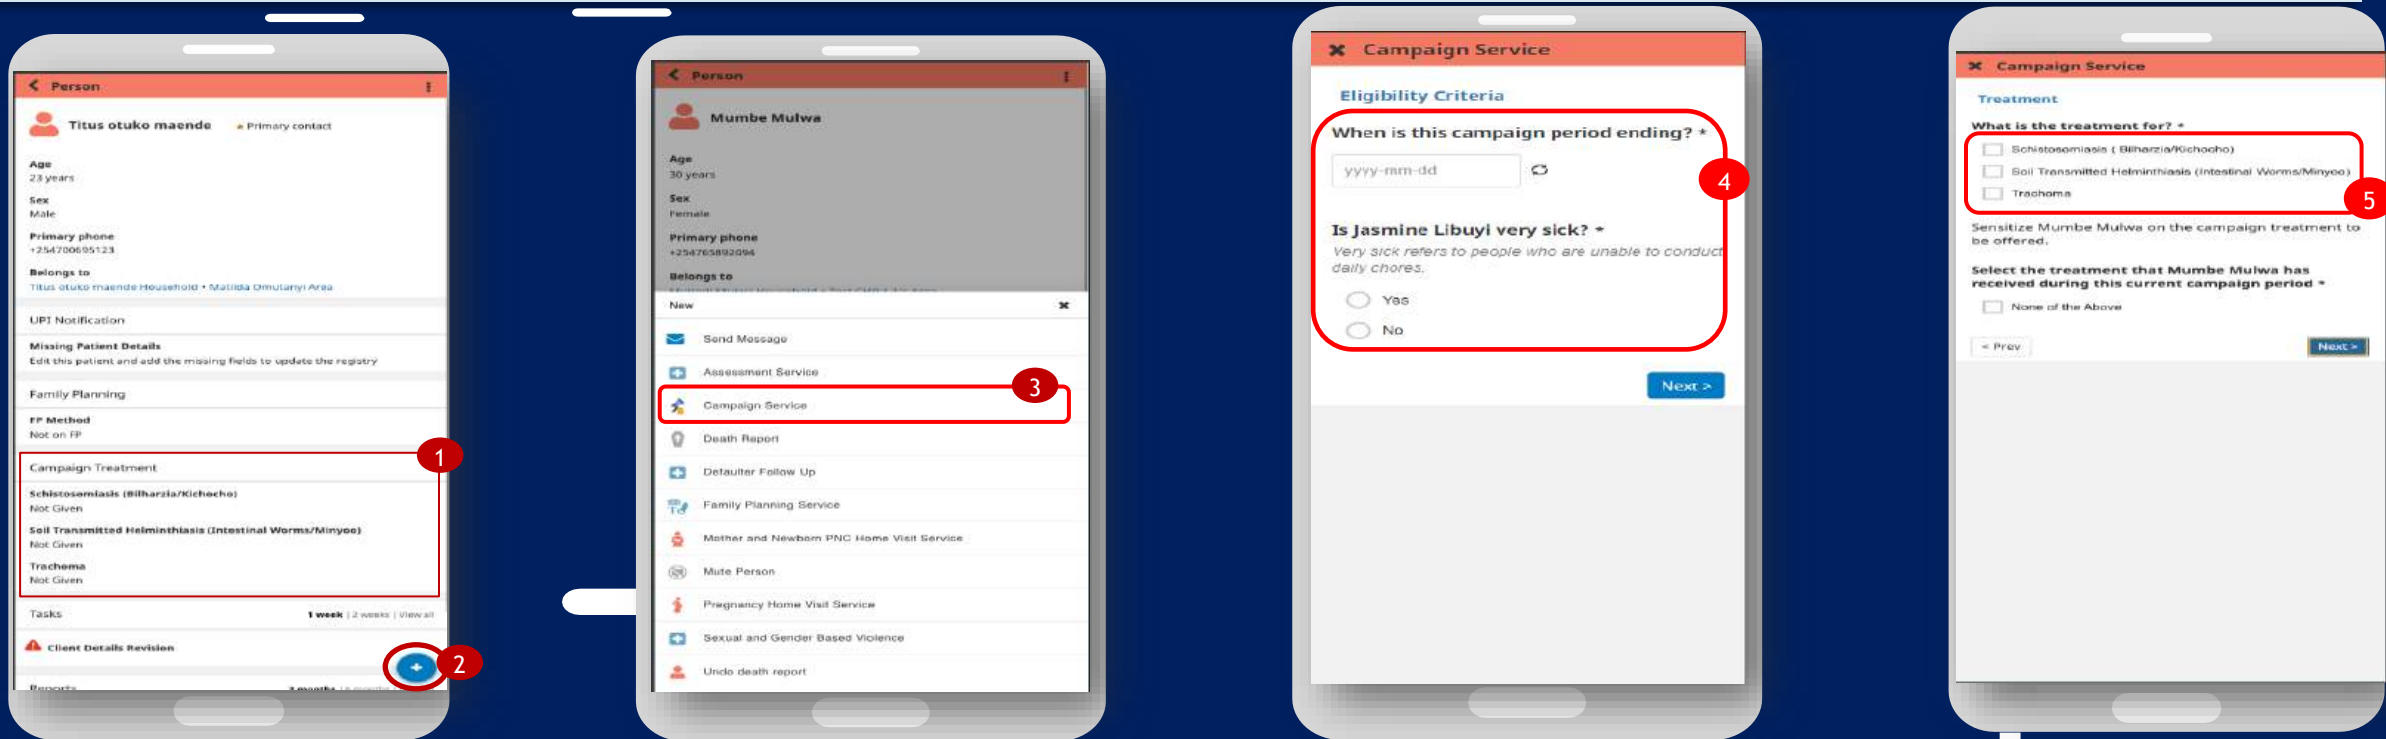 Person
Titus otuko maende
Primary contact
Age
23 years
Sex
Male
Primary phone
+254700695123
Belongs to
Titus otuko maende Household • Matilda Omutanyi Area
UPI Notification
Missing Patient Details
Edit this patient and add the missing fields to update the registry
Family Planning
FP Method
Not on FP
1
Campaign Treatment
Schistosomiasis (Bilharzia/Kichocho)
Not Given
Soil Transmitted Helminthiasis (Intestinal Worms/Minyoo)
Not Given
Trachoma
Not Given
Tasks
1 week | 2 weeks | View all
Client Details Revision
2
Reports
Person
Mumbe Mulwa
Age
30 years
Sex
Female
Primary phone
+254765892094
Belongs to
New
Send Message
Assessment Service
3
Campaign Service
Death Report
Defaulter Follow Up
Family Planning Service
Mother and Newborn PNC Home Visit Service
Mute Person
Pregnancy Home Visit Service
Sexual and Gender Based Violence
Undo death report
Campaign Service
Eligibility Criteria
When is this campaign period ending? *
yyyy-mm-dd
4
Is Jasmine Libuyi very sick? *
Very sick refers to people who are unable to conduct
daily chores.
Yes
No
Next >
Campaign Service
Treatment
What is the treatment for? *
Schistosomiasis ( Bilharzia/Kichocho)
Soil Transmitted Helminthiasis (Intestinal Worms/Minyoo)
Trachoma
5
Sensitize Mumbe Mulwa on the campaign treatment to
be offered.
Select the treatment that Mumbe Mulwa has
received during this current campaign period *
None of the Above
< Prev
Next >